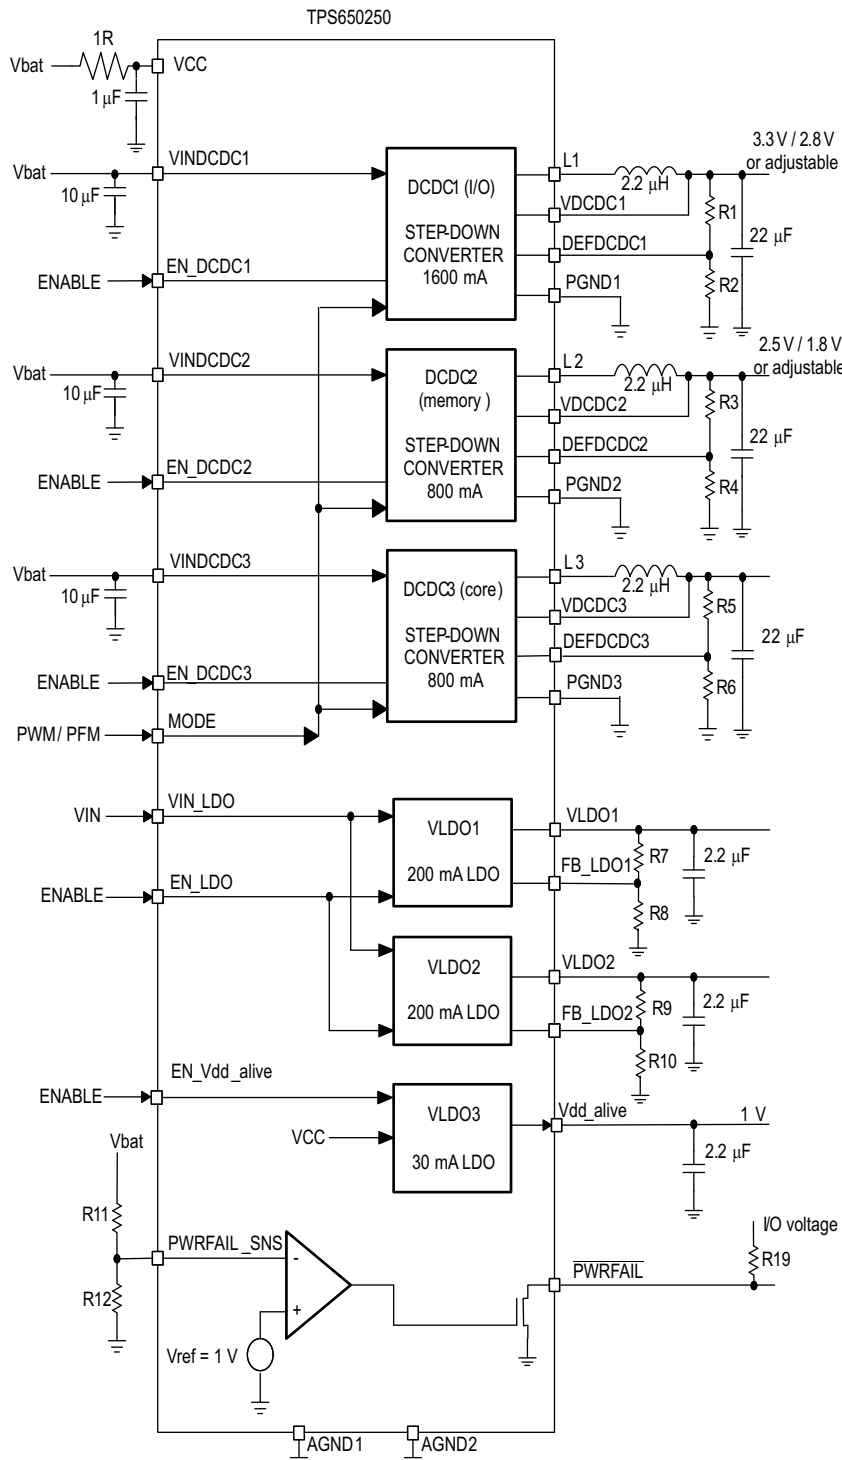 TPS650250
1R
Vbat
VCC
1 μF
Vbat
VINDCDC1
10 μF
ENABLE
EN_DCDC1
DCDC1 (I/O)
STEP-DOWN
CONVERTER
1600 mA
L1
2.2 μH
3.3 V / 2.8 V
or adjustable
VDCDC1
R1
DEFDCDC1
22 μF
R2
PGND1
Vbat
VINDCDC2
10 μF
ENABLE
EN_DCDC2
DCDC2
(memory )
STEP-DOWN
CONVERTER
800 mA
L2
2.2 μH
2.5 V / 1.8 V
or adjustable
VDCDC2
R3
DEFDCDC2
22 μF
R4
PGND2
Vbat
VINDCDC3
10 μF
ENABLE
EN_DCDC3
PWM/ PFM
MODE
DCDC3 (core)
STEP-DOWN
CONVERTER
800 mA
L3
2.2 μH
VDCDC3
R5
DEFDCDC3
22 μF
R6
PGND3
VIN
VIN_LDO
ENABLE
EN_LDO
VLDO1
200 mA LDO
VLDO1
R7
2.2 μF
FB_LDO1
R8
VLDO2
200 mA LDO
VLDO2
R9
2.2 μF
FB_LDO2
R10
ENABLE
EN_Vdd_alive
VCC
VLDO3
30 mA LDO
Vdd_alive
1 V
2.2 μF
Vbat
R11
PWRFAIL_SNS
R12
-
+
Vref = 1 V
PWRFAIL
I/O voltage
R19
AGND1
AGND2